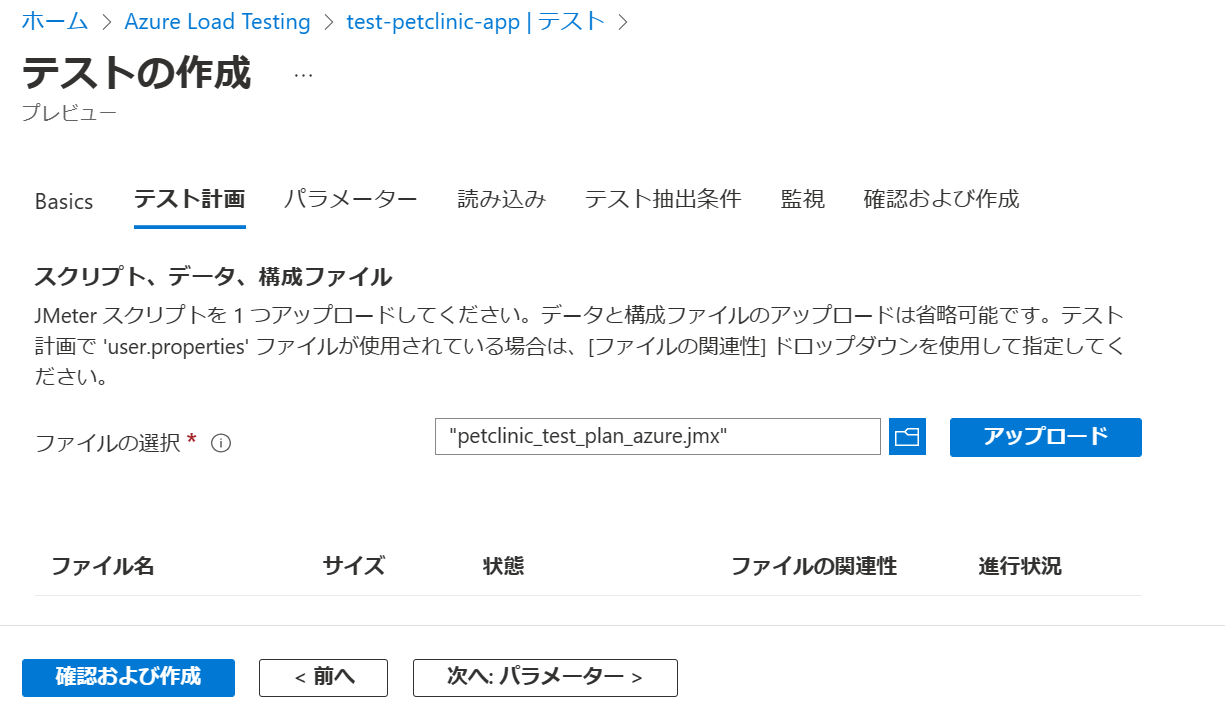 ホーム > Azure Load Testing > test-petclinic-app | テスト >
テストの作成 …
プレビュー
Basics テスト計画 パラメーター 読み込み テスト抽出条件 監視 確認および作成
スクリプト、データ、構成ファイル
JMeter スクリプトを 1 つアップロードしてください。データと構成ファイルのアップロードは省略可能です。テスト
計画で 'user.properties' ファイルが使用されている場合は、[ファイルの関連性] ドロップダウンを使用して指定してく
ださい。
ファイルの選択 * "petclinic_test_plan_azure.jmx" アップロード
ファイル名 サイズ 状態 ファイルの関連性 進行状況
確認および作成 < 前へ 次へ: パラメーター >